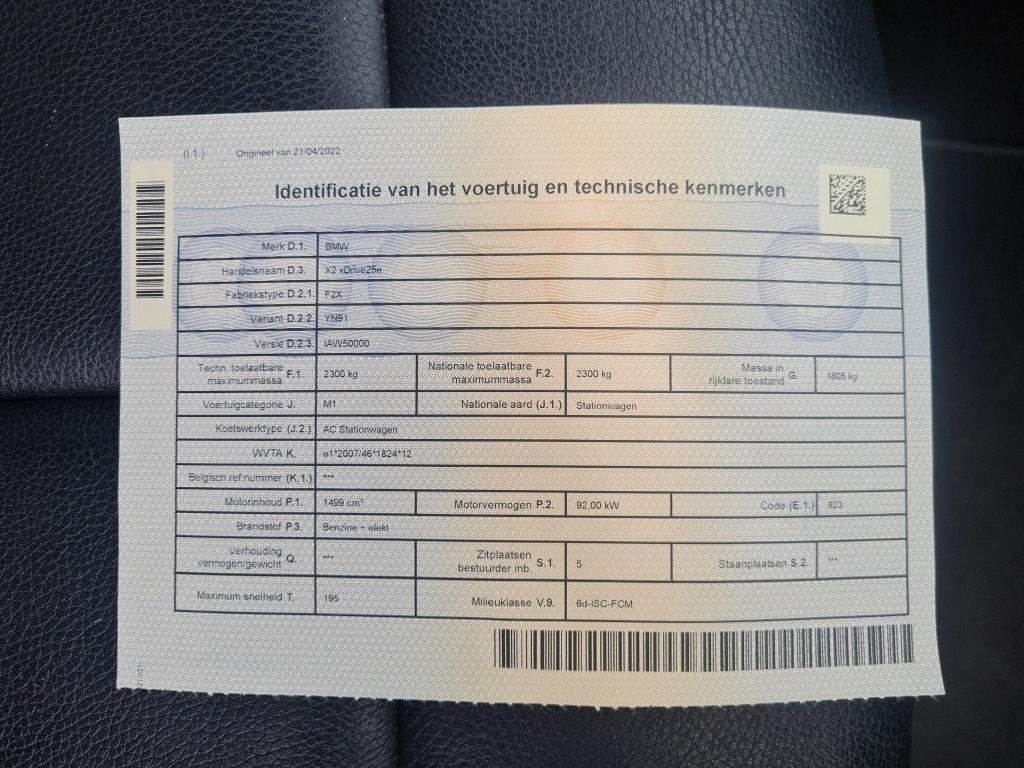 (I.1.) Origineel van 21/04/2022
Identificatie van het voertuig en technische kenmerken
Merk D.1. BMW
Handelsnaam D.3. X2 xDrive25e
Fabriekstype D.2.1. F2X
Variant D.2.2. YN91
Versie D.2.3. IAW50000
Techn. toelaatbare maximummassa F.1. 2300 kg Nationale toelaatbare maximummassa F.2. 2300 kg Massa in rijklare toestand G. 1805 kg
Voertuigcategorie J. M1 Nationale aard (J.1.) Stationwagen
Koetswerktype (J.2.) AC Stationwagen
WVTA K. e1*2007/46*1824*12
Belgisch ref.nummer (K.1.) ***
Motorinhoud P.1. 1499 cm³ Motorvermogen P.2. 92,00 kW Code (E.1.) 923
Brandstof P.3. Benzine + elekt
Verhouding vermogen/gewicht Q. *** Zitplaatsen bestuurder inb. S.1. 5 Staanplaatsen S.2. ***
Maximum snelheid T. 195 Milieuklasse V.9. 6d-ISC-FCM